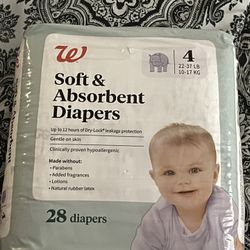 W
4
22-37 LB
10-17 KG
Soft &
Absorbent
Diapers
Up to 12 hours of Dry-Lock® leakage protection
Gentle on skin
Clinically proven hypoallergenic
Made without:
• Parabens
• Added fragrances
• Lotions
• Natural rubber latex
28 diapers